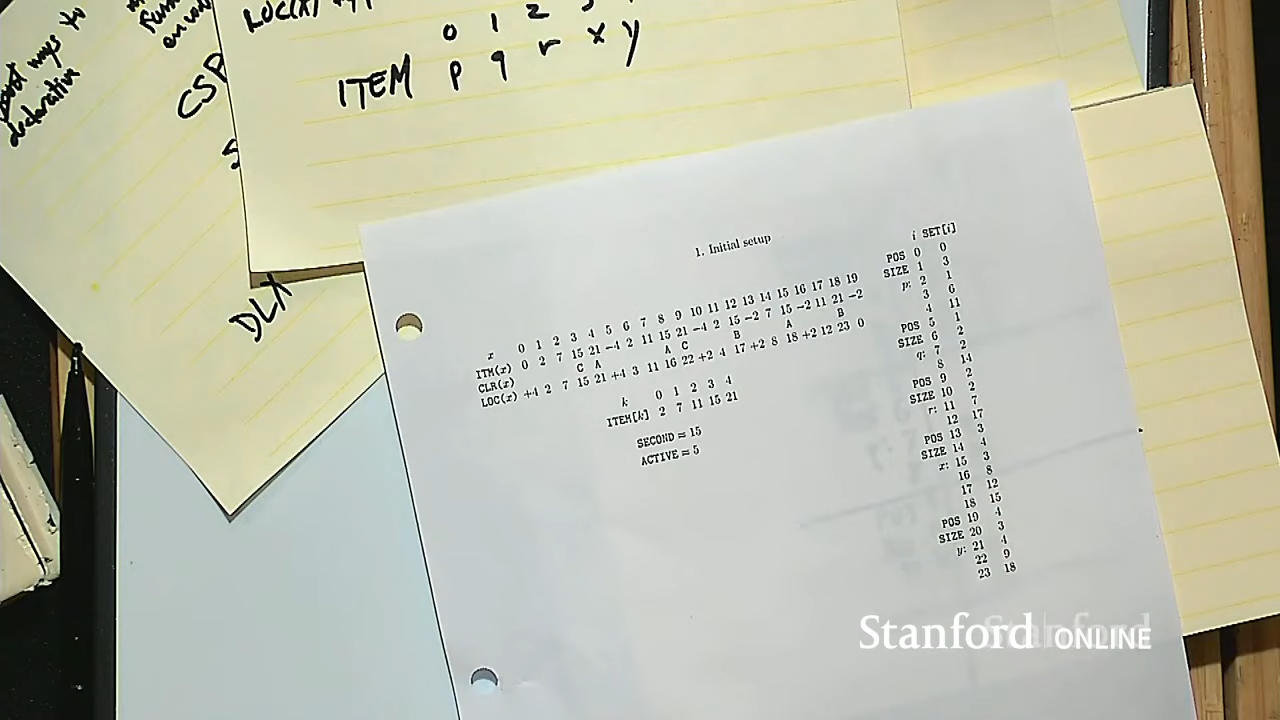 LOC(x)
0 1 2
ITEM p q r x y
CSP
DLX
declarative
1. Initial setup
x 0 1 2 3 4 5 6 7 8 9 10 11 12 13 14 15 16 17 18 19
ITM(x) 0 2 7 15 21 −4 2 11 15 21 −4 2 15 −2 7 15 −2 11 21 −2
CLR(x) C A A C B A B
LOC(x) +4 2 7 15 21 +4 3 11 16 22 +2 4 17 +2 8 18 +2 12 23 0
k 0 1 2 3 4
ITEM[k] 2 7 11 15 21
SECOND = 15
ACTIVE = 5
i SET[i]
POS 0 0
SIZE 1 3
p: 2 1
3 6
4 11
POS 5 1
SIZE 6 2
q: 7 2
8 14
POS 9 2
SIZE 10 2
r: 11 7
12 17
POS 13 3
SIZE 14 4
x: 15 3
16 8
17 12
18 15
POS 19 4
SIZE 20 3
y: 21 4
22 9
23 18
Stanford ONLINE